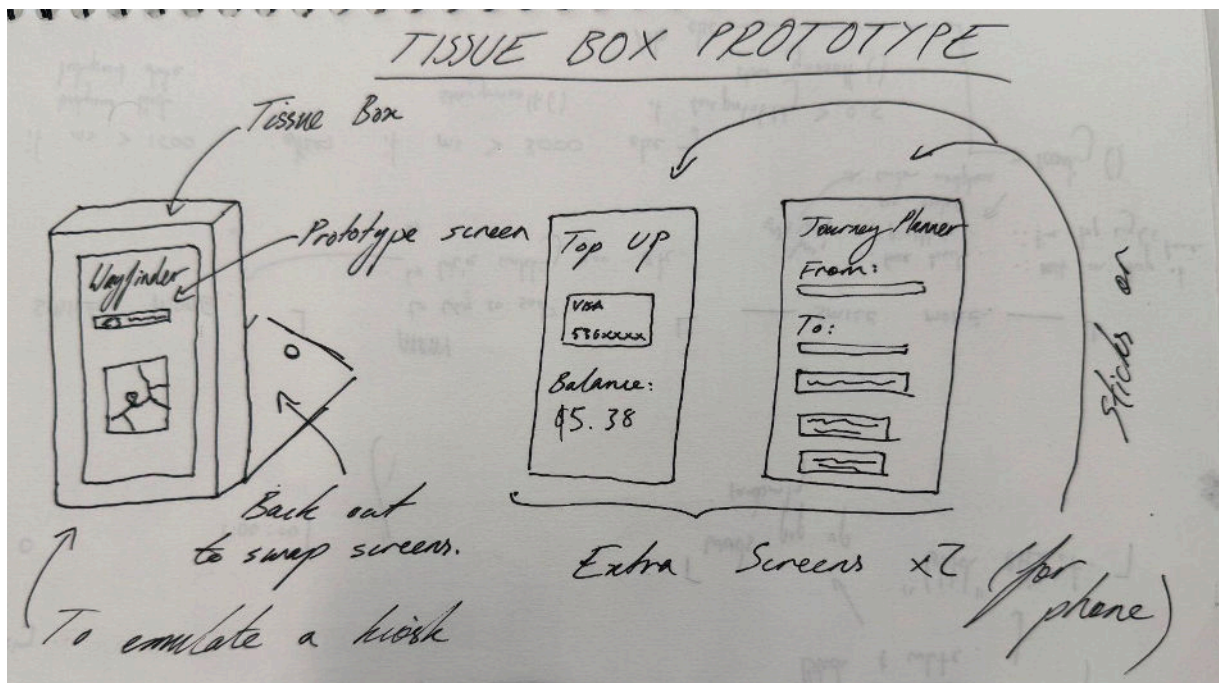 TISSUE BOX PROTOTYPE
Tissue Box
Prototype screen
Wayfinder
Back out
to swap screens.
To emulate a kiosk
Top UP
VISA
536xxxx
Balance:
$5.38
Journey Planner
From:
To:
Extra Screens x2 (for
phone)
Sticks on